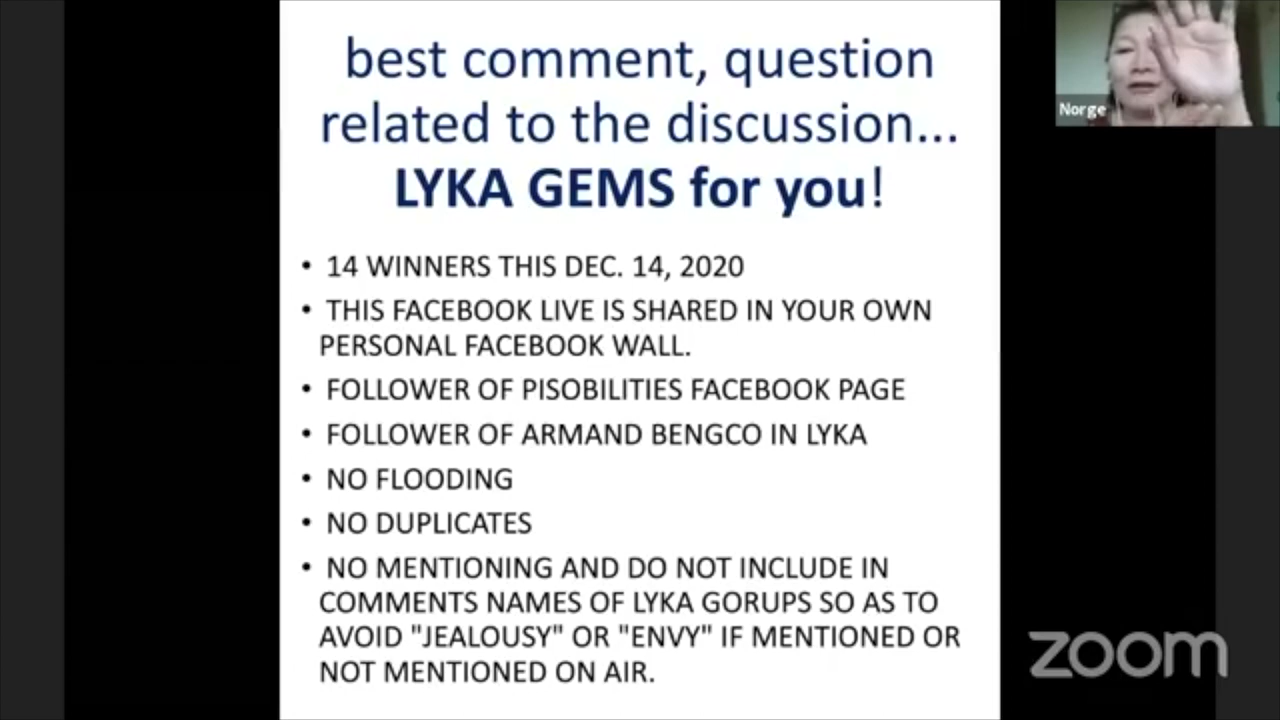 best comment, question
related to the discussion...
LYKA GEMS for you!
• 14 WINNERS THIS DEC. 14, 2020
• THIS FACEBOOK LIVE IS SHARED IN YOUR OWN
PERSONAL FACEBOOK WALL.
• FOLLOWER OF PISOBILITIES FACEBOOK PAGE
• FOLLOWER OF ARMAND BENGCO IN LYKA
• NO FLOODING
• NO DUPLICATES
• NO MENTIONING AND DO NOT INCLUDE IN
COMMENTS NAMES OF LYKA GORUPS SO AS TO
AVOID "JEALOUSY" OR "ENVY" IF MENTIONED OR
NOT MENTIONED ON AIR.
Norge
zoom